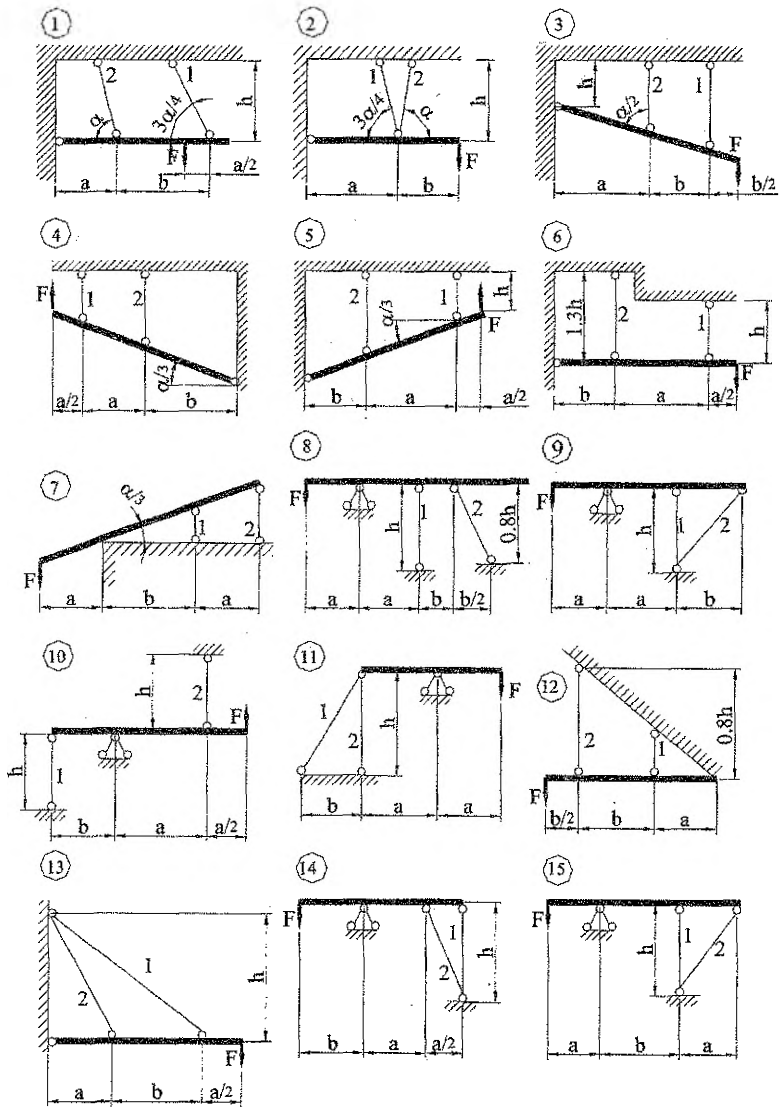 1 2 3
2 1 h α 3α/4 F a/2 a b
1 2 h 3α/4 α F a b
h 2 1 α/2 F a b b/2
4 5 6
F 1 2 α/3 a/2 a b
2 1 h α/3 F b a a/2
1.3h 2 1 h F b a a/2
7 8 9
α/3 1 2 F a b a
F h 1 2 0.8h a a b b/2
F h 1 2 a a b
10 11 12
h 2 F h 1 b a a/2
1 2 h F b a a
2 1 0.8h F b/2 b a
13 14 15
1 2 h F a b a/2
F 1 2 h b a a/2
F h 1 2 a b a